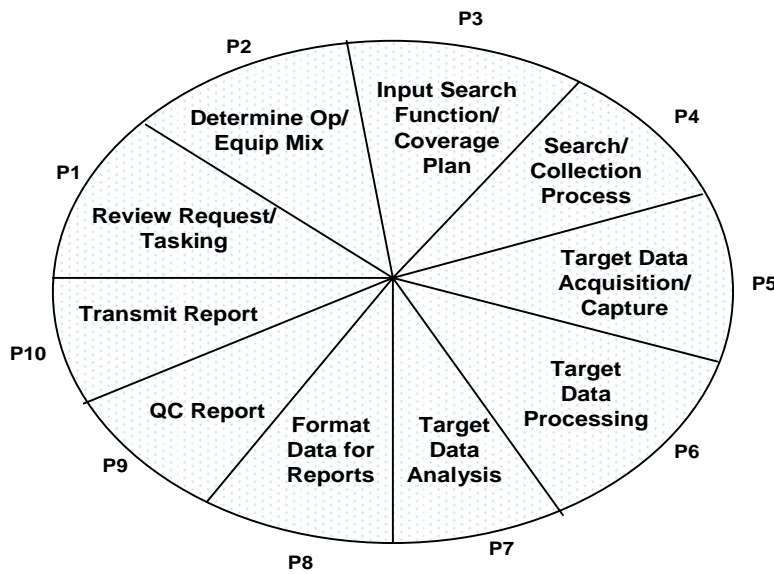 P1
Review Request/
Tasking
P2
Determine Op/
Equip Mix
P3
Input Search
Function/
Coverage
Plan
P4
Search/
Collection
Process
P5
Target Data
Acquisition/
Capture
P6
Target
Data
Processing
P7
Target
Data
Analysis
P8
Format
Data for
Reports
P9
QC Report
P10
Transmit Report